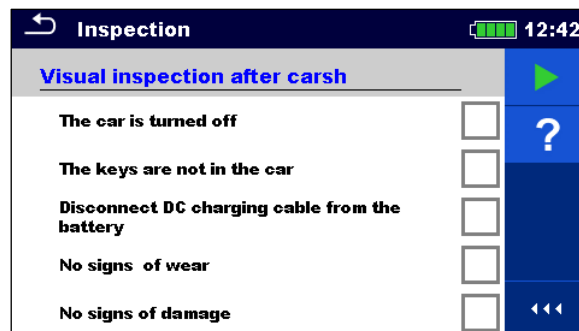 Inspection
12:42
Visual inspection after carsh
The car is turned off
?
The keys are not in the car
Disconnect DC charging cable from the
battery
No signs of wear
No signs of damage